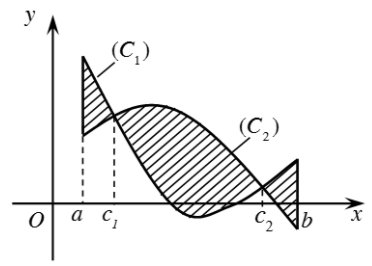 y
(C₁)
(C₂)
O a c₁ c₂ b x